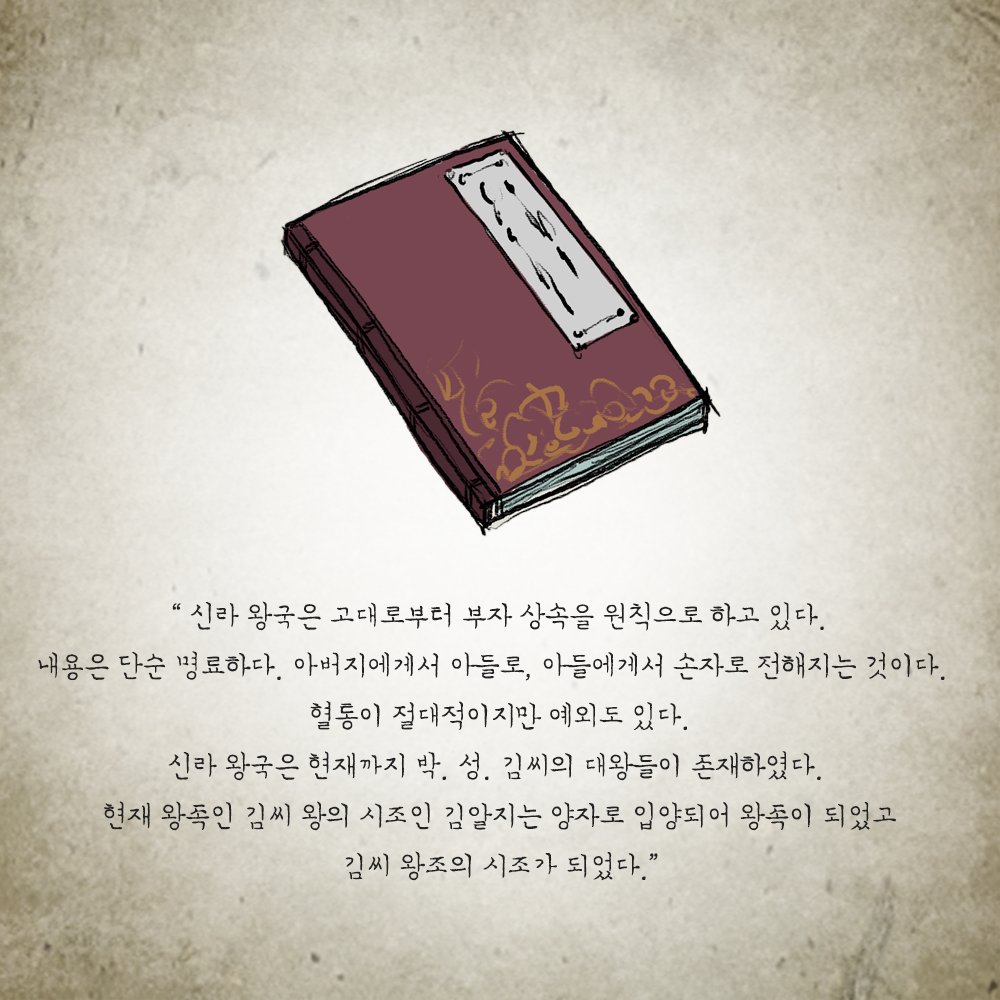 “ 신라 왕국은 고대로부터 부자 상속을 원칙으로 하고 있다.
내용은 단순 명료하다. 아버지에게서 아들로, 아들에게서 손자로 전해지는 것이다.
혈통이 절대적이지만 예외도 있다.
신라 왕국은 현재까지 박. 성. 김씨의 대왕들이 존재하였다.
현재 왕족인 김씨 왕의 시조인 김알지는 양자로 입양되어 왕족이 되었고
김씨 왕조의 시조가 되었다.”